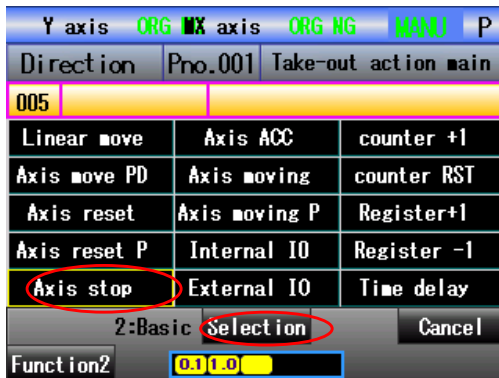 Y axis ORG MX axis ORG NG MANU P
Direction Pno.001 Take-out action main
005
Linear move Axis ACC counter +1
Axis move PD Axis moving counter RST
Axis reset Axis moving P Register+1
Axis reset P Internal IO Register -1
Axis stop External IO Time delay
2:Basic Selection Cancel
Function2 0.1 1.0